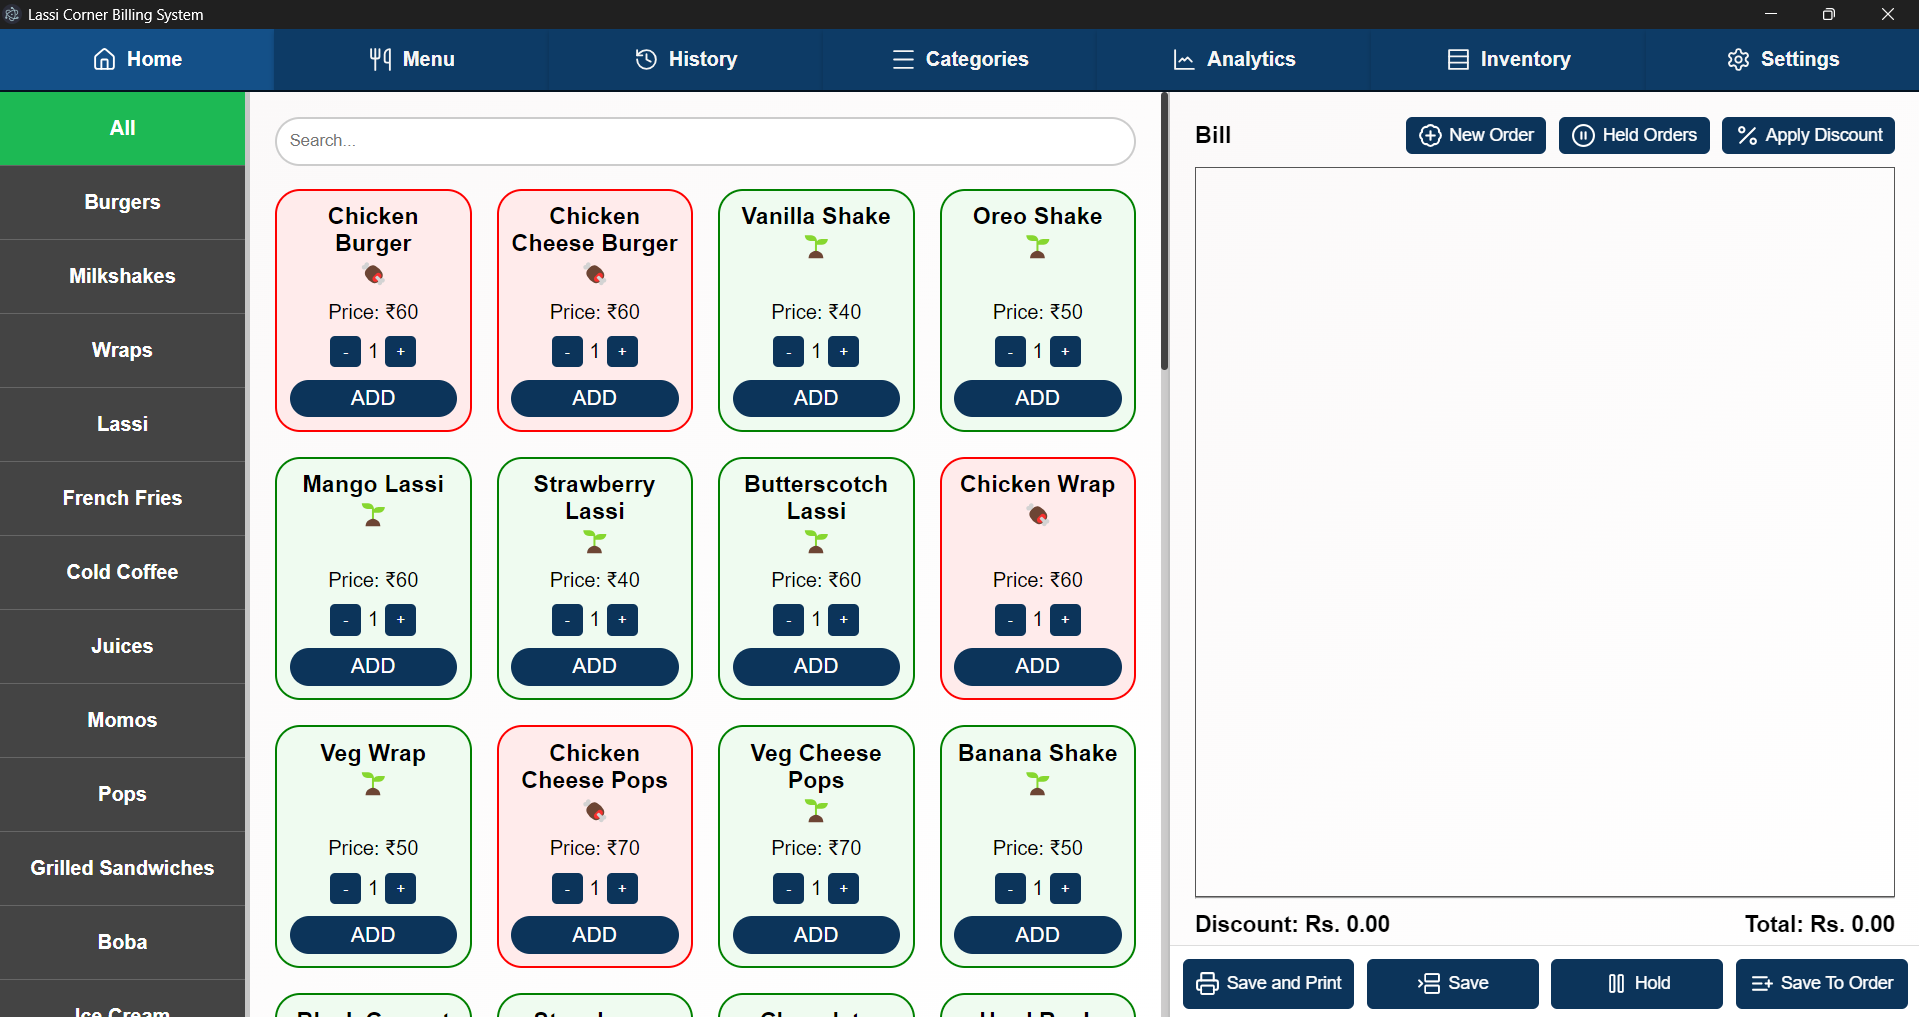 Lassi Corner Billing System
Home
Menu
History
Categories
Analytics
Inventory
Settings
All
Burgers
Milkshakes
Wraps
Lassi
French Fries
Cold Coffee
Juices
Momos
Pops
Grilled Sandwiches
Boba
Ice Cream
Search...
Chicken
Burger
Price: ₹60
- 1 +
ADD
Chicken
Cheese Burger
Price: ₹60
- 1 +
ADD
Vanilla Shake
Price: ₹40
- 1 +
ADD
Oreo Shake
Price: ₹50
- 1 +
ADD
Mango Lassi
Price: ₹60
- 1 +
ADD
Strawberry
Lassi
Price: ₹40
- 1 +
ADD
Butterscotch
Lassi
Price: ₹60
- 1 +
ADD
Chicken Wrap
Price: ₹60
- 1 +
ADD
Veg Wrap
Price: ₹50
- 1 +
ADD
Chicken
Cheese Pops
Price: ₹70
- 1 +
ADD
Veg Cheese
Pops
Price: ₹70
- 1 +
ADD
Banana Shake
Price: ₹50
- 1 +
ADD
Bill
New Order
Held Orders
Apply Discount
Discount: Rs. 0.00
Total: Rs. 0.00
Save and Print
Save
Hold
Save To Order